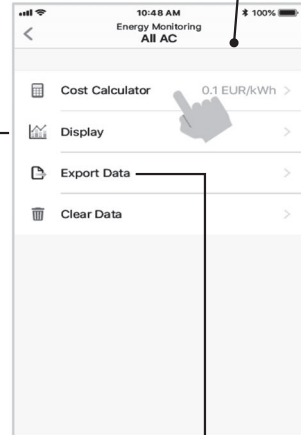 10:48 AM
100%
Energy Monitoring
All AC
Cost Calculator 0.1 EUR/kWh
Display
Export Data
Clear Data